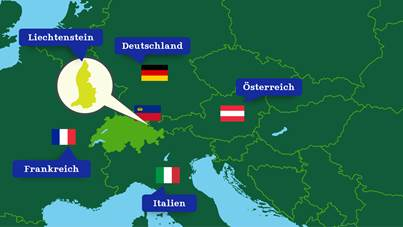 Liechtenstein
Deutschland
Österreich
Frankreich
Italien